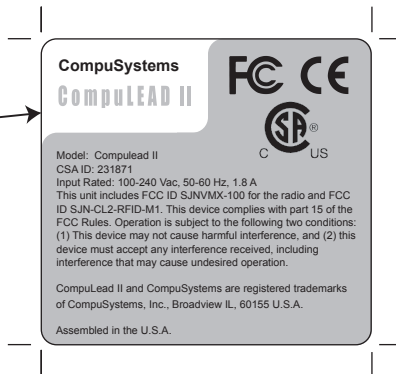 CompuSystems
CompuLEAD II
FC CE
SA ®
C US
Model: Compulead II
CSA ID: 231871
Input Rated: 100-240 Vac, 50-60 Hz, 1.8 A
This unit includes FCC ID SJNVMX-100 for the radio and FCC
ID SJN-CL2-RFID-M1. This device complies with part 15 of the
FCC Rules. Operation is subject to the following two conditions:
(1) This device may not cause harmful interference, and (2) this
device must accept any interference received, including
interference that may cause undesired operation.
CompuLead II and CompuSystems are registered trademarks
of CompuSystems, Inc., Broadview IL, 60155 U.S.A.
Assembled in the U.S.A.